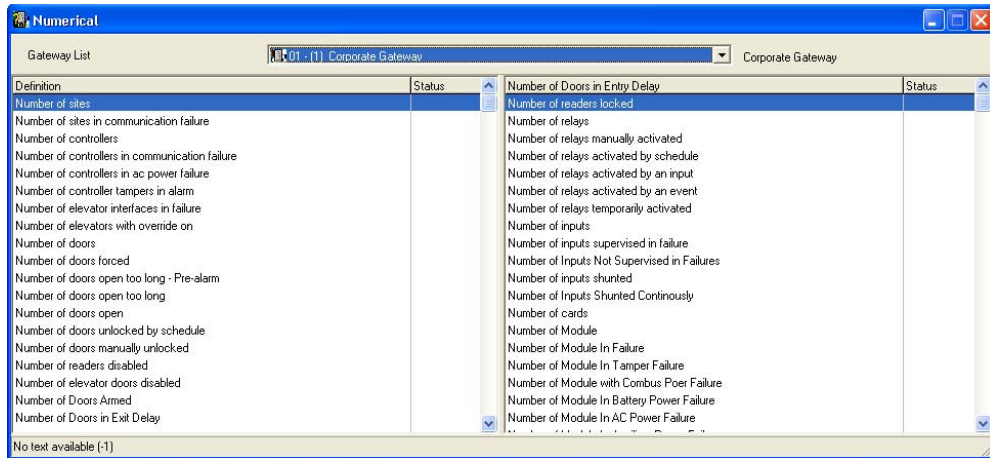 Numerical
Gateway List
01 - (1) Corporate Gateway
Corporate Gateway
Definition Status
Number of sites
Number of sites in communication failure
Number of controllers
Number of controllers in communication failure
Number of controllers in ac power failure
Number of controller tampers in alarm
Number of elevator interfaces in failure
Number of elevators with override on
Number of doors
Number of doors forced
Number of doors open too long - Pre-alarm
Number of doors open too long
Number of doors open
Number of doors unlocked by schedule
Number of doors manually unlocked
Number of readers disabled
Number of elevator doors disabled
Number of Doors Armed
Number of Doors in Exit Delay
Number of Doors in Entry Delay Status
Number of readers locked
Number of relays
Number of relays manually activated
Number of relays activated by schedule
Number of relays activated by an input
Number of relays activated by an event
Number of relays temporarily activated
Number of inputs
Number of inputs supervised in failure
Number of Inputs Not Supervised in Failures
Number of inputs shunted
Number of Inputs Shunted Continously
Number of cards
Number of Module
Number of Module In Failure
Number of Module In Tamper Failure
Number of Module with Combus Poer Failure
Number of Module In Battery Power Failure
Number of Module In AC Power Failure
No text available (-1)